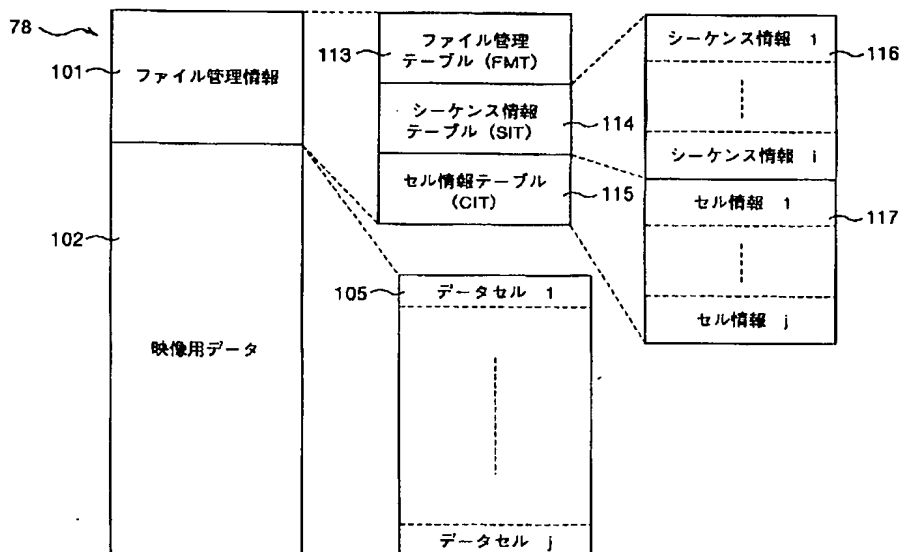 78
101
ファイル管理情報
102
映像用データ
113
ファイル管理
テーブル (FMT)
シーケンス情報
テーブル (SIT)
114
セル情報テーブル
(CIT)
115
シーケンス情報 1
116
シーケンス情報 i
セル情報 1
117
セル情報 j
105
データセル 1
データセル j